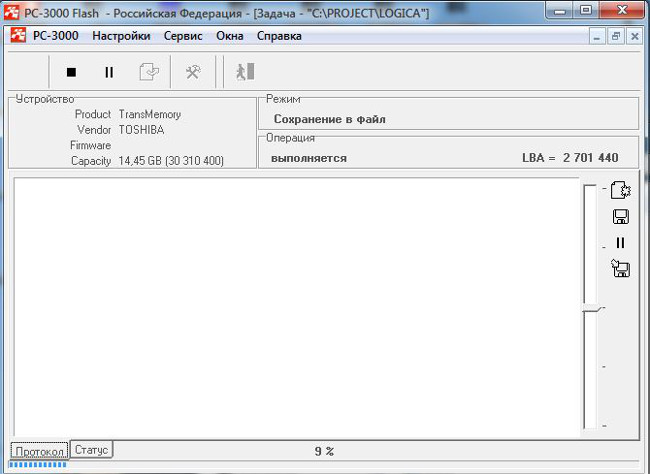 PC-3000 Flash - Российская Федерация - [Задача - "C:\PROJECT\LOGICA"]
PC-3000 Настройки Сервис Окна Справка
Устройство
Product TransMemory
Vendor TOSHIBA
Firmware
Capacity 14,45 GB (30 310 400)
Режим
Сохранение в файл
Операция
выполняется LBA = 2 701 440
Протокол Статус 9 %